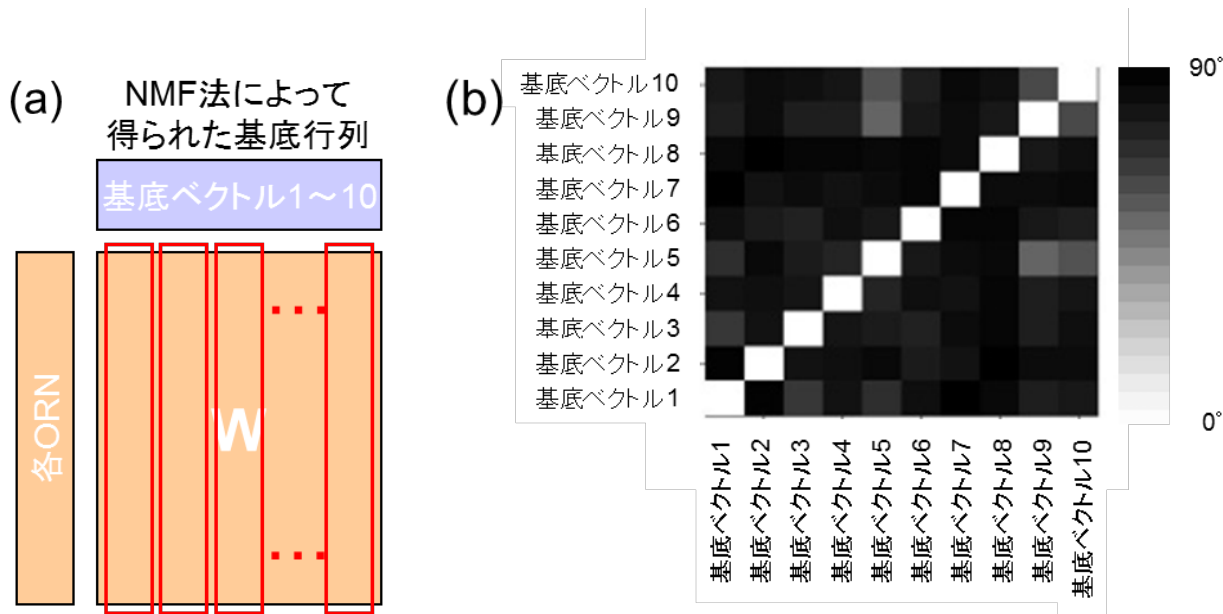 (a)
NMF法によって
得られた基底行列
基底ベクトル1～10
各ORN
W
(b)
基底ベクトル10
基底ベクトル9
基底ベクトル8
基底ベクトル7
基底ベクトル6
基底ベクトル5
基底ベクトル4
基底ベクトル3
基底ベクトル2
基底ベクトル1
90˚
0˚
基底ベクトル1
基底ベクトル2
基底ベクトル3
基底ベクトル4
基底ベクトル5
基底ベクトル6
基底ベクトル7
基底ベクトル8
基底ベクトル9
基底ベクトル10